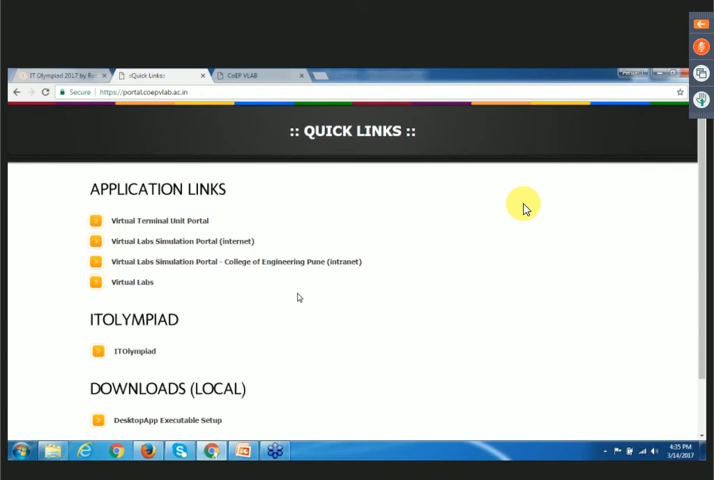 IT Olympiad 2017 by Ro
::Quick Links::
CoEP VLAB
Secure https://portal.coepvlab.ac.in
:: QUICK LINKS ::
APPLICATION LINKS
Virtual Terminal Unit Portal
Virtual Labs Simulation Portal (internet)
Virtual Labs Simulation Portal - College of Engineering Pune (intranet)
Virtual Labs
ITOLYMPIAD
ITOlympiad
DOWNLOADS (LOCAL)
DesktopApp Executable Setup
4:35 PM
3/14/2017